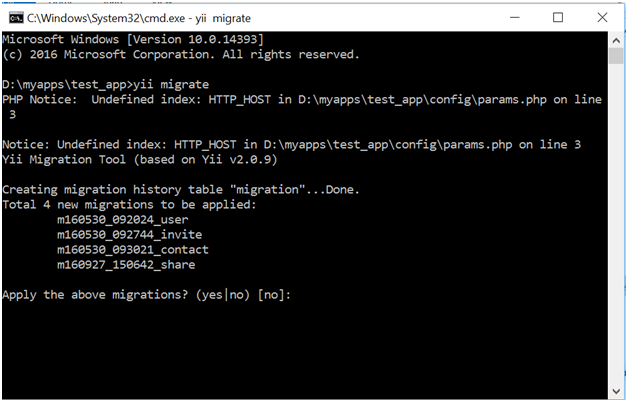 C:\Windows\System32\cmd.exe - yii  migrate
Microsoft Windows [Version 10.0.14393]
(c) 2016 Microsoft Corporation. All rights reserved.
D:\myapps\test_app>yii migrate
PHP Notice:  Undefined index: HTTP_HOST in D:\myapps\test_app\config\params.php on line
3
Notice: Undefined index: HTTP_HOST in D:\myapps\test_app\config\params.php on line 3
Yii Migration Tool (based on Yii v2.0.9)
Creating migration history table "migration"...Done.
Total 4 new migrations to be applied:
m160530_092024_user
m160530_092744_invite
m160530_093021_contact
m160927_150642_share
Apply the above migrations? (yes|no) [no]: